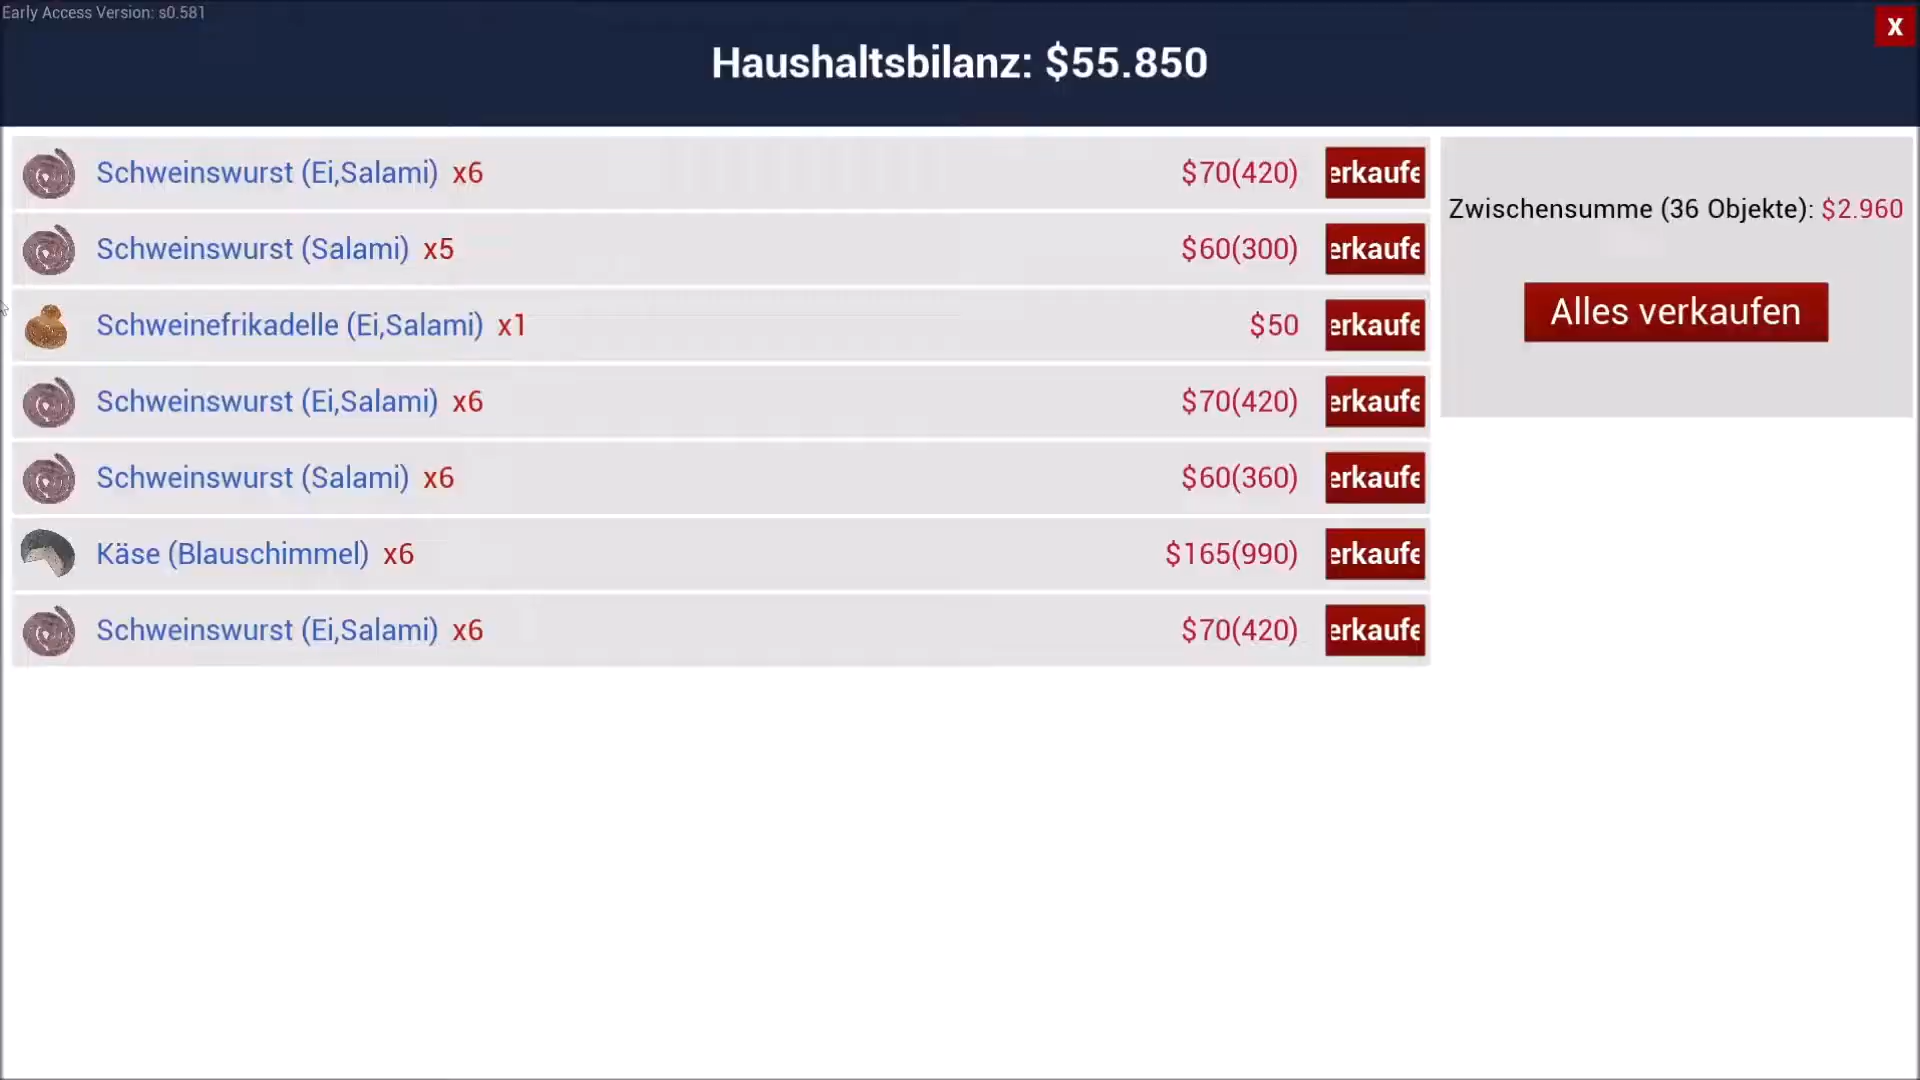 Early Access Version: s0.581
X
Haushaltsbilanz: $55.850
Schweinswurst (Ei,Salami) x6 $70(420) erkaufe
Schweinswurst (Salami) x5 $60(300) erkaufe
Schweinefrikadelle (Ei,Salami) x1 $50 erkaufe
Schweinswurst (Ei,Salami) x6 $70(420) erkaufe
Schweinswurst (Salami) x6 $60(360) erkaufe
Käse (Blauschimmel) x6 $165(990) erkaufe
Schweinswurst (Ei,Salami) x6 $70(420) erkaufe
Zwischensumme (36 Objekte): $2.960
Alles verkaufen